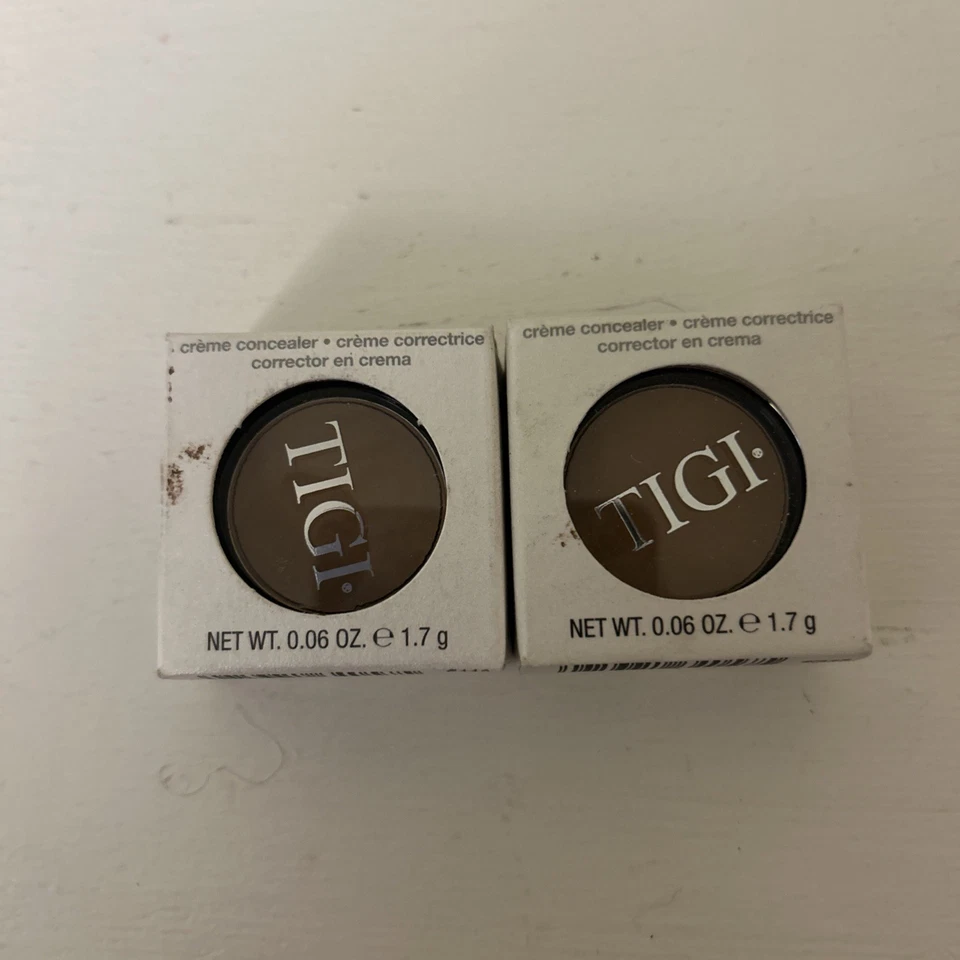 crème concealer • crème correctrice
corrector en crema
TIGI®
NET WT. 0.06 OZ. ℮ 1.7 g
crème concealer • crème correctrice
corrector en crema
TIGI®
NET WT. 0.06 OZ. ℮ 1.7 g